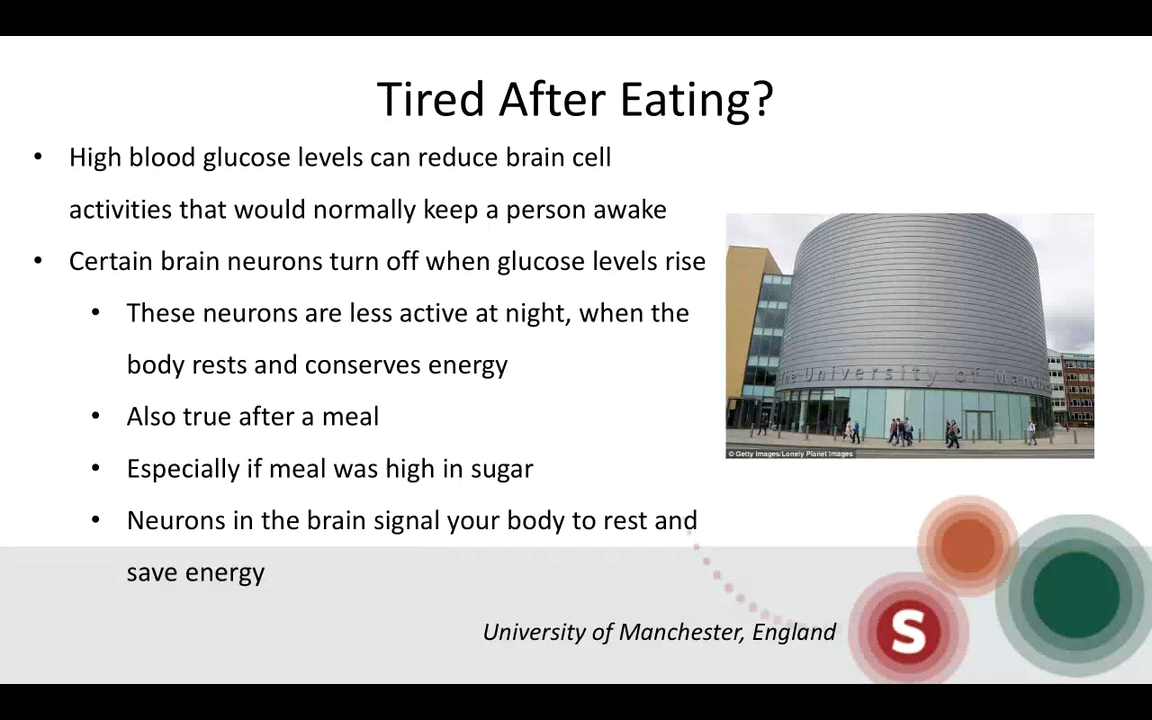 Tired After Eating?
• High blood glucose levels can reduce brain cell
activities that would normally keep a person awake
• Certain brain neurons turn off when glucose levels rise
• These neurons are less active at night, when the
body rests and conserves energy
• Also true after a meal
• Especially if meal was high in sugar
• Neurons in the brain signal your body to rest and
save energy
The University of Manc
© Getty Images/Lonely Planet Images
University of Manchester, England
S